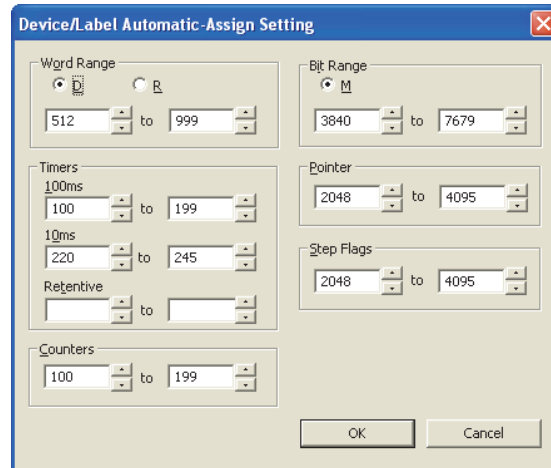 Device/Label Automatic-Assign Setting
Word Range
D R
512 to 999
Timers
100ms
100 to 199
10ms
220 to 245
Retentive
to
Counters
100 to 199
Bit Range
M
3840 to 7679
Pointer
2048 to 4095
Step Flags
2048 to 4095
OK Cancel